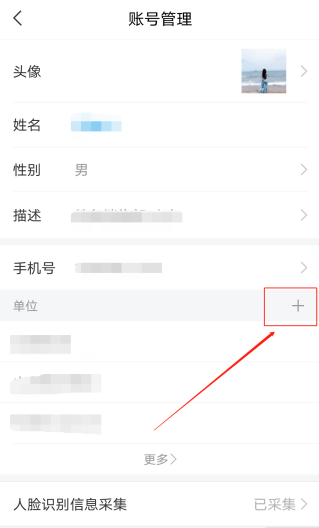 账号管理
头像
姓名
性别 男
描述
手机号
单位
更多
人脸识别信息采集 已采集